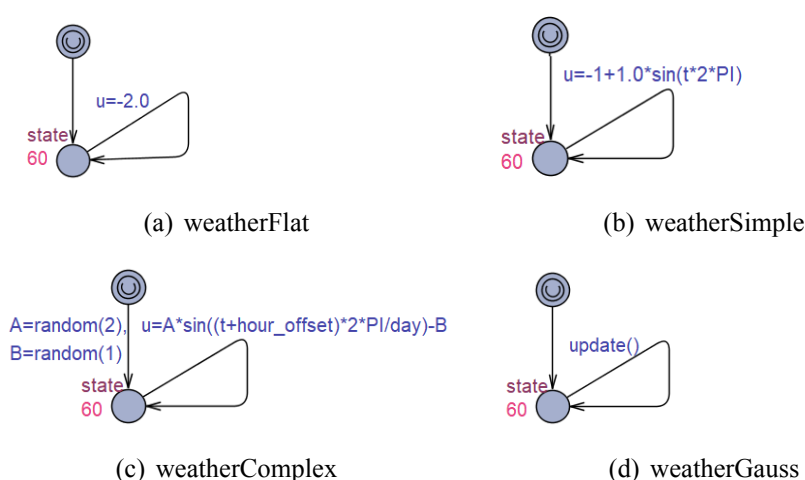 u=-2.0
state
60
(a) weatherFlat
u=-1+1.0*sin(t*2*PI)
state
60
(b) weatherSimple
A=random(2), u=A*sin((t+hour_offset)*2*PI/day)-B
B=random(1)
state
60
(c) weatherComplex
update()
state
60
(d) weatherGauss